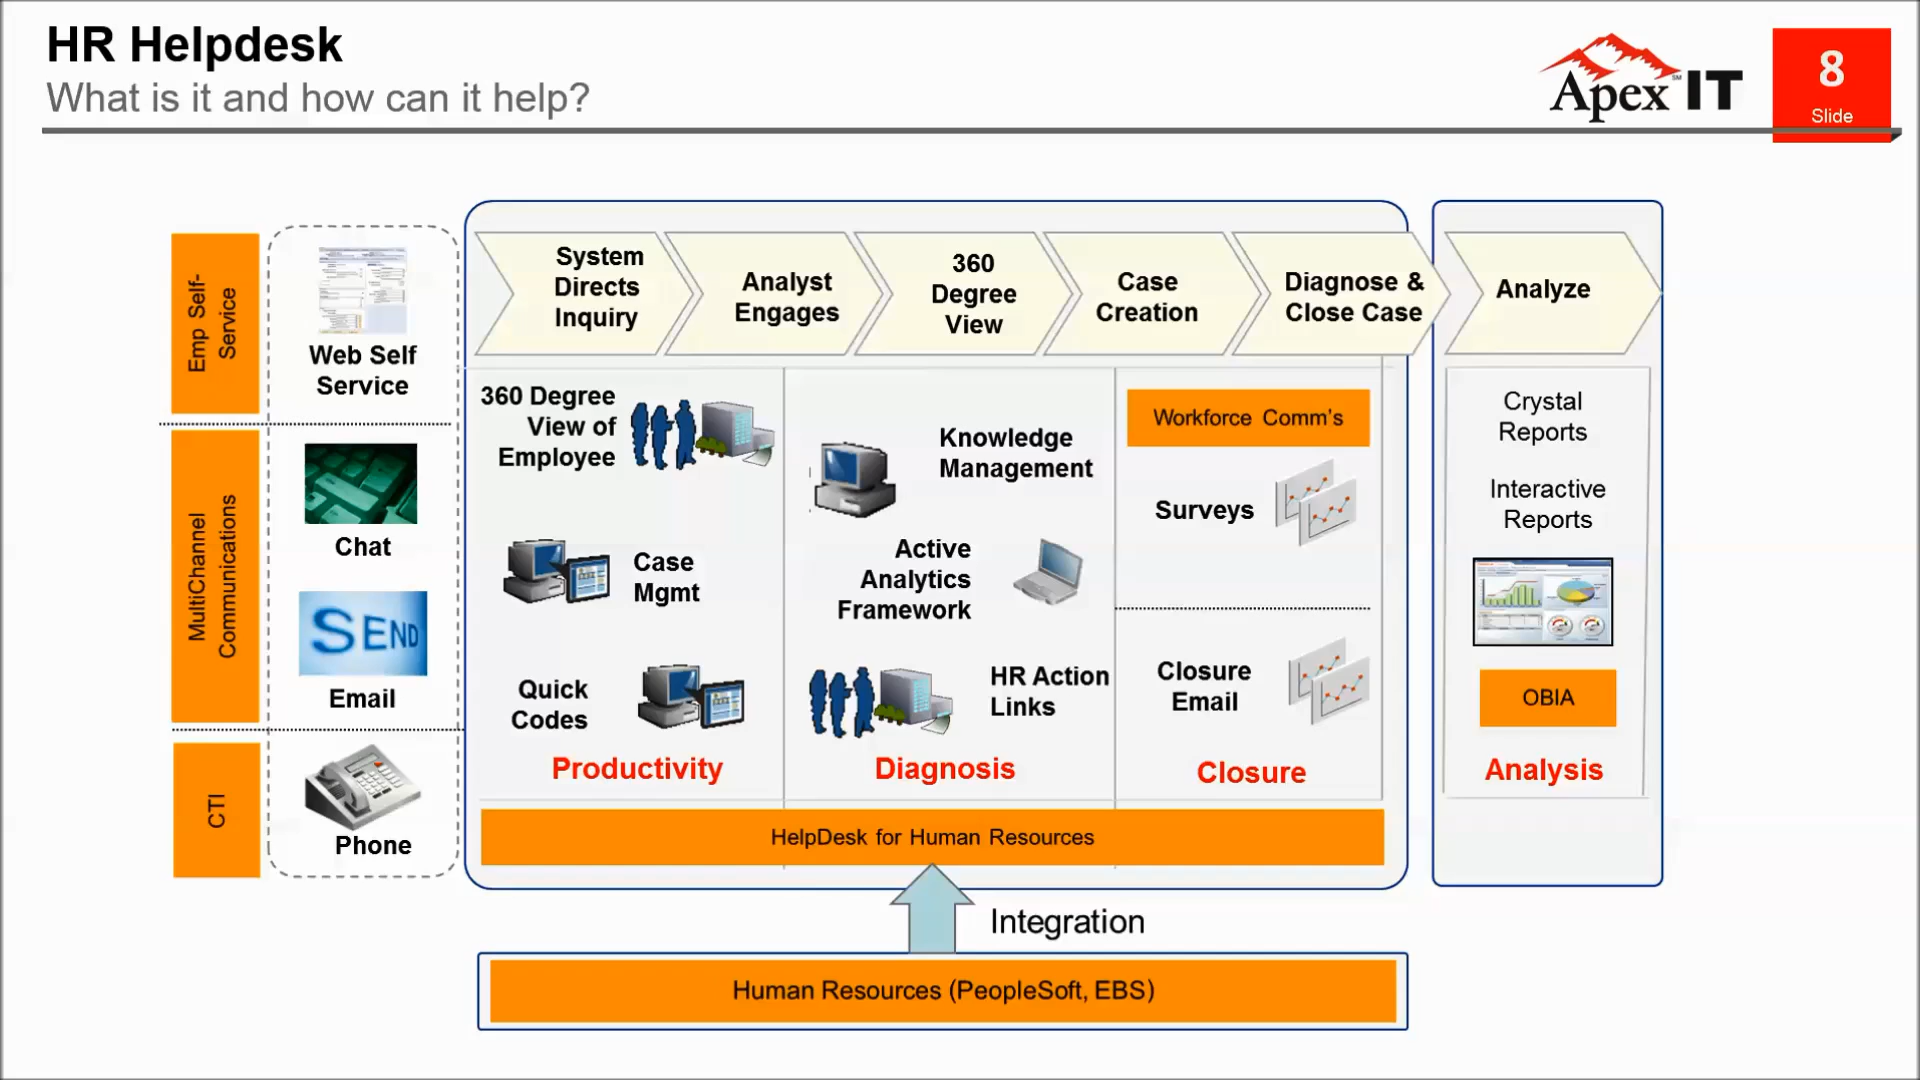 HR Helpdesk
What is it and how can it help?
Apex IT
SM
8
Slide
Emp Self-
Service
Web Self
Service
MultiChannel
Communications
Chat
SEND
Email
CTI
Phone
System
Directs
Inquiry
Analyst
Engages
360
Degree
View
Case
Creation
Diagnose &
Close Case
Analyze
360 Degree
View of
Employee
Case
Mgmt
Quick
Codes
Productivity
Knowledge
Management
Active
Analytics
Framework
HR Action
Links
Diagnosis
Workforce Comm's
Surveys
Closure
Email
Closure
Crystal
Reports
Interactive
Reports
OBIA
Analysis
HelpDesk for Human Resources
Integration
Human Resources (PeopleSoft, EBS)